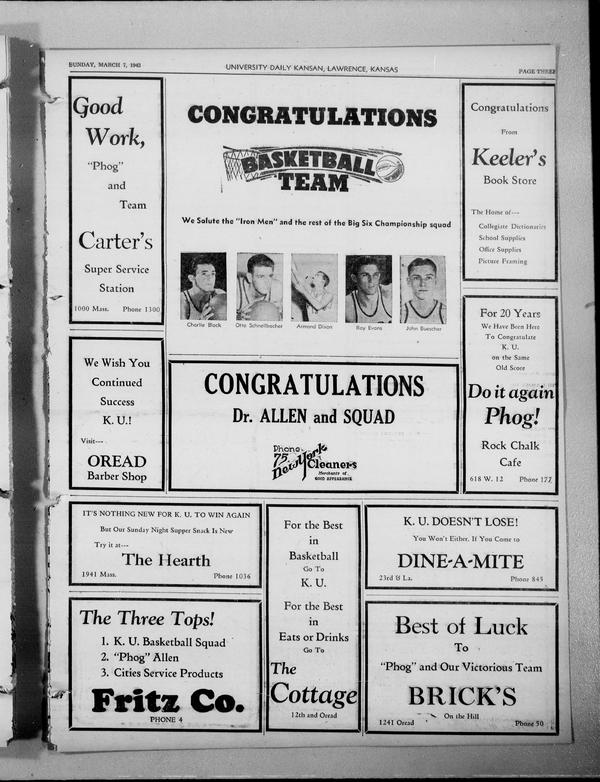 SUNDAY, MARCH 7, 1943
UNIVERSITY DAILY KANSAN, LAWRENCE, KANSAS
PAGE THREE
Good
Work,
"Phog"
and
Team
Carter's
Super Service
Station
1000 Mass. Phone 1300
CONGRATULATIONS
BASKETBALL
TEAM
We Salute the "Iron Men" and the rest of the Big Six Championship squad
Charlie Black
Otto Schnellbacher
Armand Dixon
Ray Evans
John Buescher
Congratulations
From
Keeler's
Book Store
The Home of---
Collegiate Dictionaries
School Supplies
Office Supplies
Picture Framing
We Wish You
Continued
Success
K. U.!
Visit---
OREAD
Barber Shop
CONGRATULATIONS
Dr. ALLEN and SQUAD
Phone
75
New York
Cleaners
Merchants of
GOOD APPEARANCE
For 20 Years
We Have Been Here
To Congratulate
K. U.
on the Same
Old Score
Do it again
Phog!
Rock Chalk
Cafe
618 W. 12 Phone 177
IT'S NOTHING NEW FOR K. U. TO WIN AGAIN
But Our Sunday Night Supper Snack Is New
Try it at---
The Hearth
1941 Mass. Phone 1036
For the Best
in
Basketball
Go To
K. U.
For the Best
in
Eats or Drinks
Go To
The
Cottage
12th and Oread
K. U. DOESN'T LOSE!
You Won't Either. If You Come to
DINE-A-MITE
23rd & La. Phone 845
The Three Tops!
1. K. U. Basketball Squad
2. "Phog" Allen
3. Cities Service Products
Fritz Co.
PHONE 4
Best of Luck
To
"Phog" and Our Victorious Team
BRICK'S
On the Hill
1241 Oread Phone 50